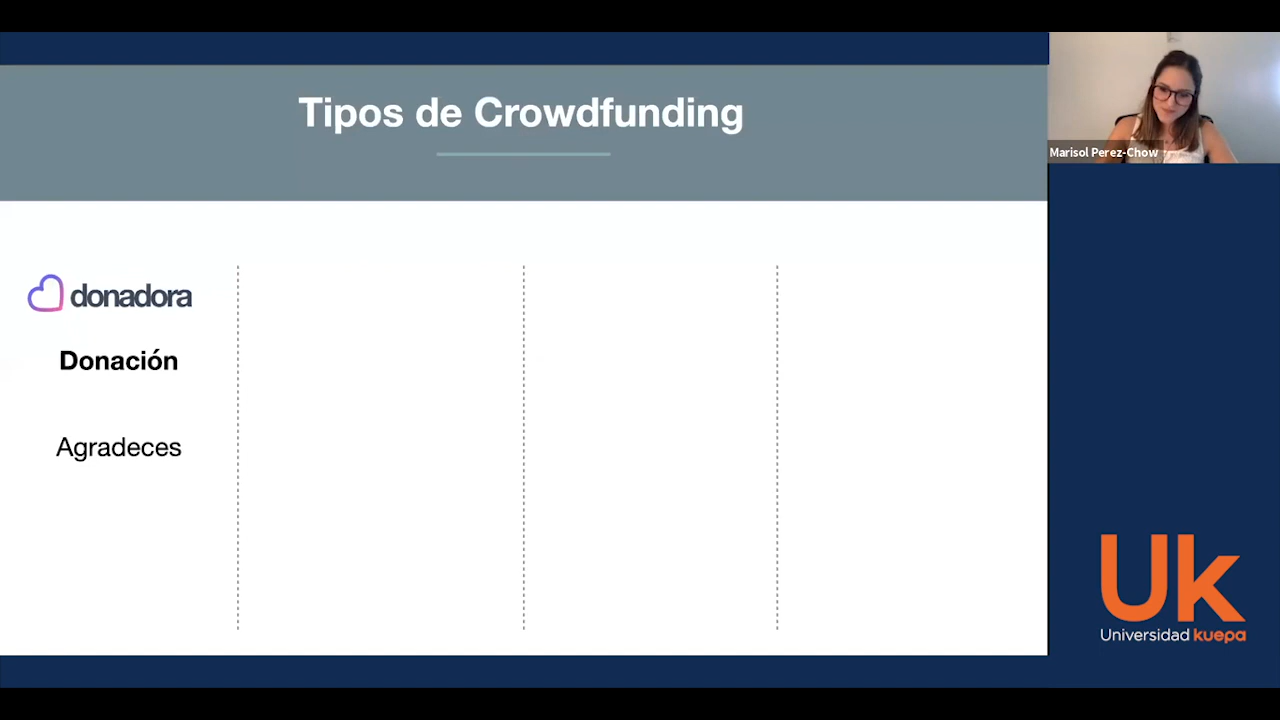 Tipos de Crowdfunding
Marisol Perez-Chow
donadora
Donación
Agradeces
Uk
Universidad kuepa